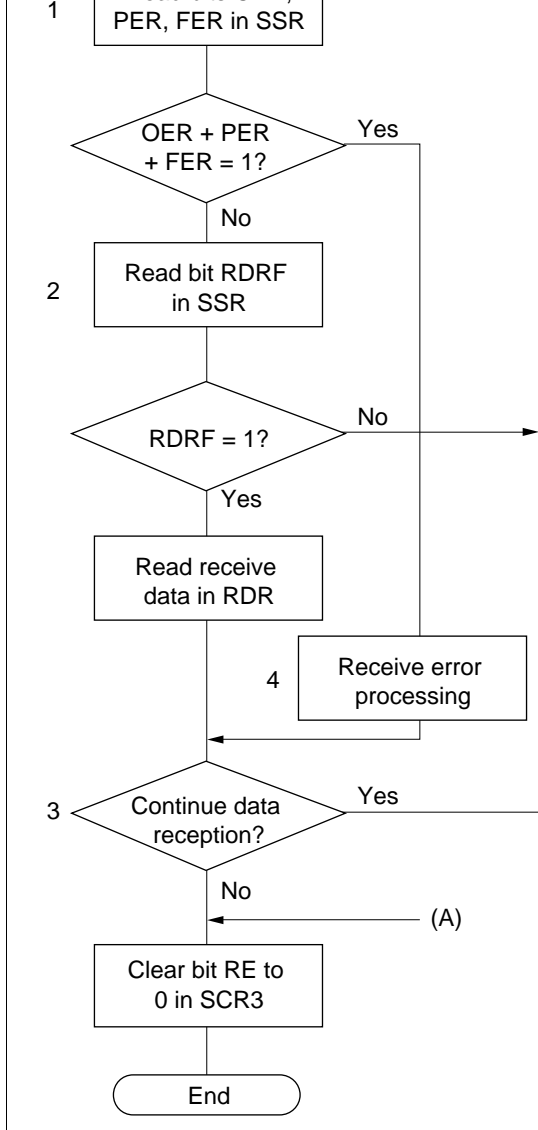 1
PER, FER in SSR
OER + PER
+ FER = 1?
Yes
No
2
Read bit RDRF
in SSR
RDRF = 1?
No
Yes
Read receive
data in RDR
4
Receive error
processing
3
Continue data
reception?
Yes
No
(A)
Clear bit RE to
0 in SCR3
End